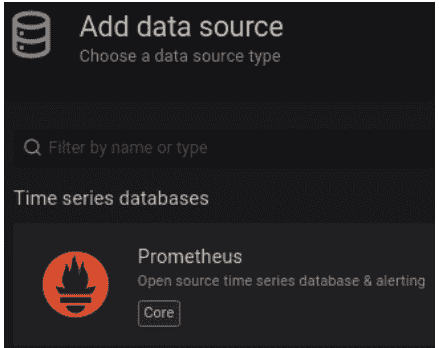 Add data source
Choose a data source type
Filter by name or type
Time series databases
Prometheus
Open source time series database & alerting
Core